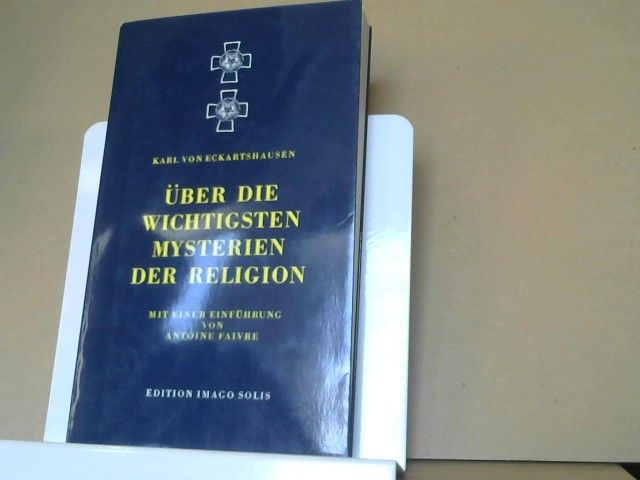 KARL VON ECKARTSHAUSEN
ÜBER DIE
WICHTIGSTEN
MYSTERIEN
DER RELIGION
MIT EINER EINFÜHRUNG
VON
ANTOINE FAIVRE
EDITION IMAGO SOLIS